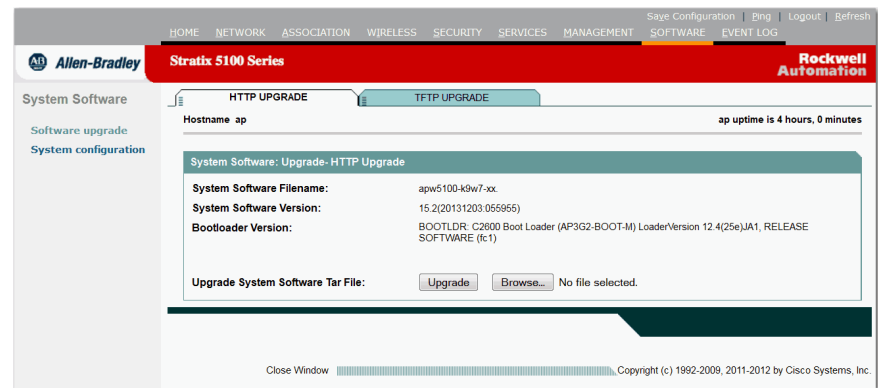 Save Configuration | Ping | Logout | Refresh
HOME NETWORK ASSOCIATION WIRELESS SECURITY SERVICES MANAGEMENT SOFTWARE EVENT LOG
AB Allen-Bradley
Stratix 5100 Series
Rockwell
Automation
System Software
Software upgrade
System configuration
HTTP UPGRADE
TFTP UPGRADE
Hostname ap
ap uptime is 4 hours, 0 minutes
System Software: Upgrade- HTTP Upgrade
System Software Filename: apw5100-k9w7-xx.
System Software Version: 15.2(20131203:055955)
Bootloader Version: BOOTLDR: C2600 Boot Loader (AP3G2-BOOT-M) LoaderVersion 12.4(25e)JA1, RELEASE
SOFTWARE (fc1)
Upgrade System Software Tar File: Upgrade Browse... No file selected.
Close Window
Copyright (c) 1992-2009, 2011-2012 by Cisco Systems, Inc.